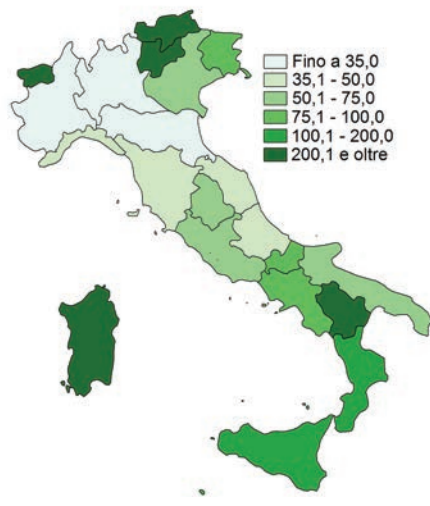 Fino a 35,0
35,1 - 50,0
50,1 - 75,0
75,1 - 100,0
100,1 - 200,0
200,1 e oltre